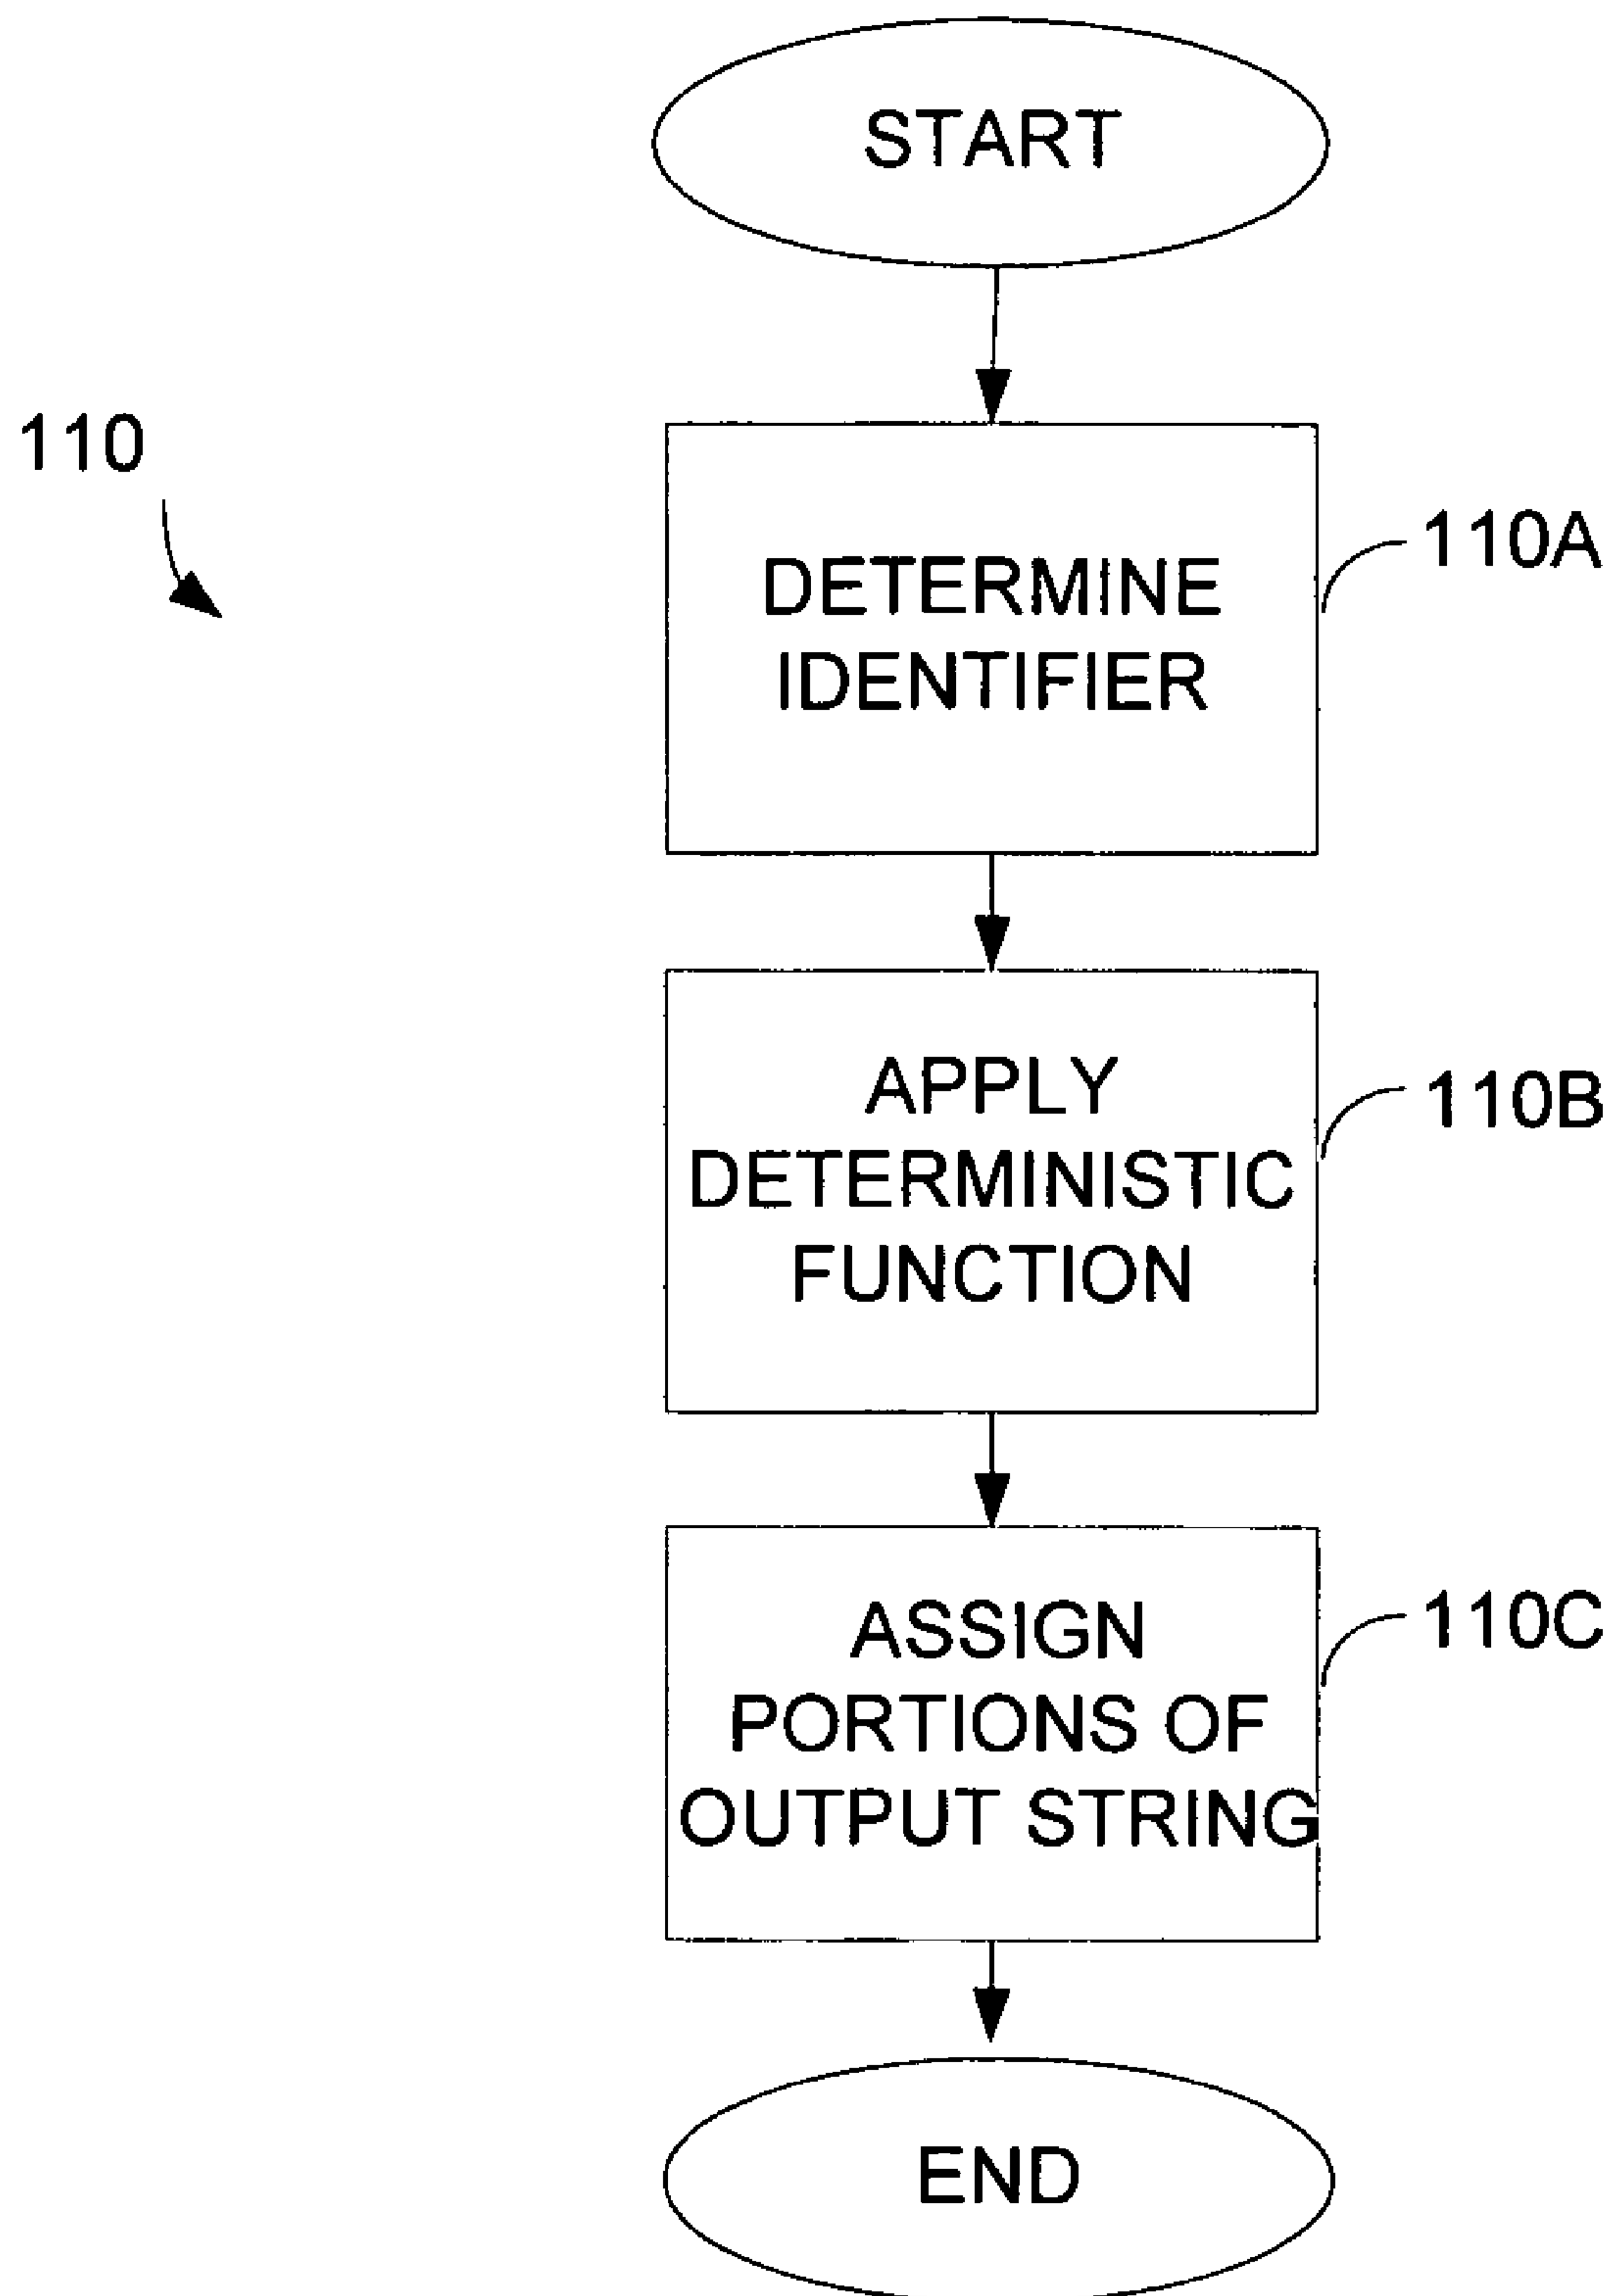 START
110
110A
DETERMINE
IDENTIFIER
110B
APPLY
DETERMINISTIC
FUNCTION
110C
ASSIGN
PORTIONS OF
OUTPUT STRING
END